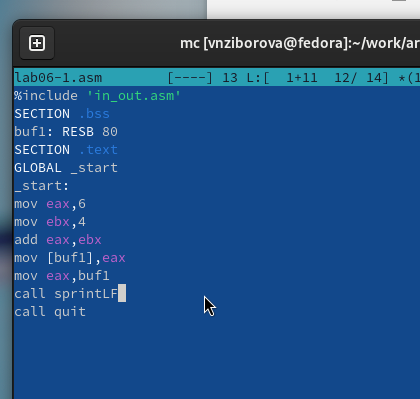 mc [vnziborova@fedora]:~/work/ar
lab06-1.asm [----] 13 L:[ 1+11 12/ 14] *(1
%include 'in_out.asm'
SECTION .bss
buf1: RESB 80
SECTION .text
GLOBAL _start
_start:
mov eax,6
mov ebx,4
add eax,ebx
mov [buf1],eax
mov eax,buf1
call sprintLF
call quit